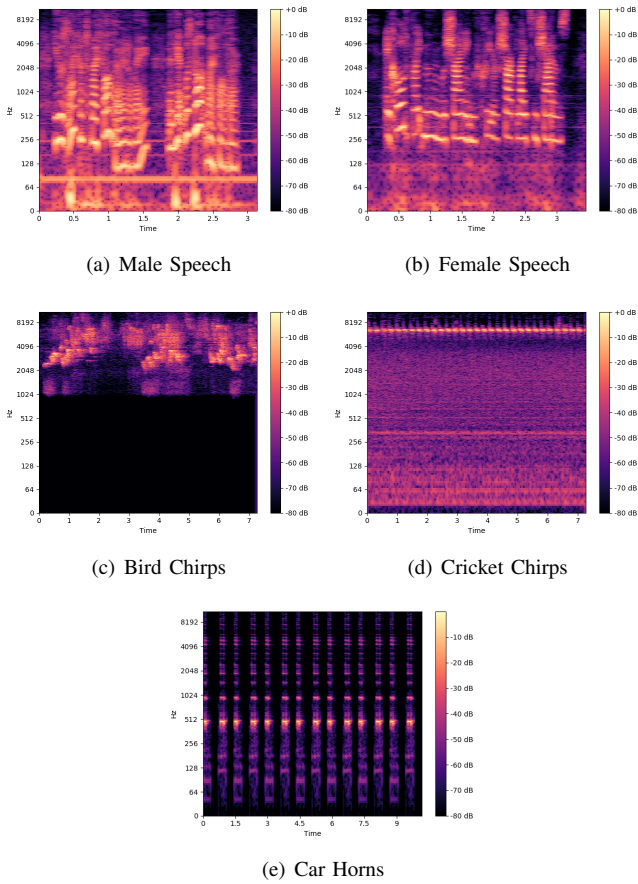 8192
4096
2048
1024
512
256
128
64
0
Hz
0 0.5 1 1.5 2 2.5 3
Time
+0 dB
-10 dB
-20 dB
-30 dB
-40 dB
-50 dB
-60 dB
-70 dB
-80 dB
(a) Male Speech
8192
4096
2048
1024
512
256
128
64
0
Hz
0 0.5 1 1.5 2 2.5 3
Time
+0 dB
-10 dB
-20 dB
-30 dB
-40 dB
-50 dB
-60 dB
-70 dB
-80 dB
(b) Female Speech
8192
4096
2048
1024
512
256
128
64
0
Hz
0 1 2 3 4 5 6 7
Time
+0 dB
-10 dB
-20 dB
-30 dB
-40 dB
-50 dB
-60 dB
-70 dB
-80 dB
(c) Bird Chirps
8192
4096
2048
1024
512
256
128
64
0
Hz
0 1 2 3 4 5 6 7
Time
+0 dB
-10 dB
-20 dB
-30 dB
-40 dB
-50 dB
-60 dB
-70 dB
-80 dB
(d) Cricket Chirps
8192
4096
2048
1024
512
256
128
64
0
Hz
0 1.5 3 4.5 6 7.5 9
Time
-10 dB
-20 dB
-30 dB
-40 dB
-50 dB
-60 dB
-70 dB
-80 dB
(e) Car Horns